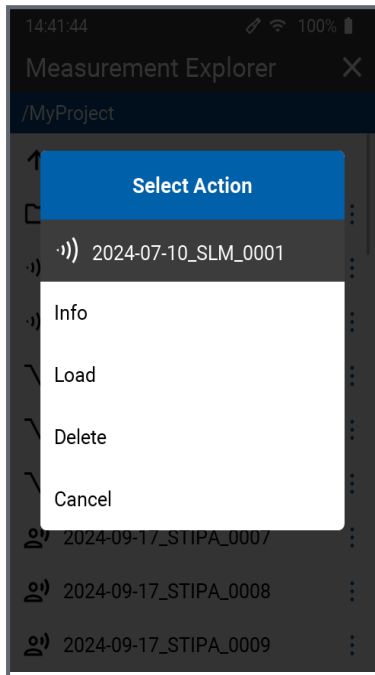 14:41:44 100%
Measurement Explorer
/MyProject
Select Action
2024-07-10_SLM_0001
Info
Load
Delete
Cancel
2024-09-17_STIPA_0007
2024-09-17_STIPA_0008
2024-09-17_STIPA_0009